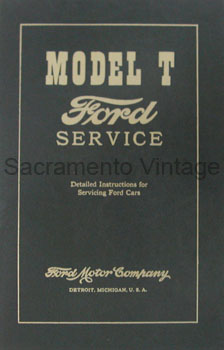 MODEL T
Ford
SERVICE
Sacramento Vintage
Detailed Instructions for
Servicing Ford Cars
Ford Motor Company
DETROIT, MICHIGAN, U. S. A.